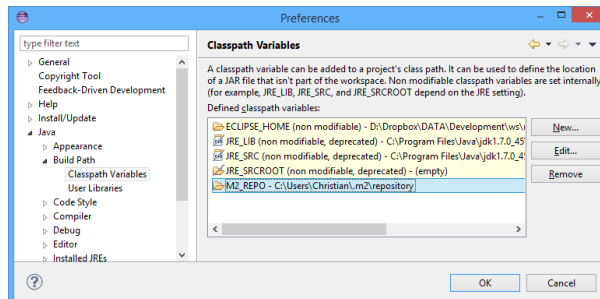 Preferences
type filter text
General
Copyright Tool
Feedback-Driven Development
Help
Install/Update
Java
Appearance
Build Path
Classpath Variables
User Libraries
Code Style
Compiler
Debug
Editor
Installed JREs
Classpath Variables
A classpath variable can be added to a project's class path. It can be used to define the location
of a JAR file that isn't part of the workspace. Non modifiable classpath variables are set internally
(for example, JRE_LIB, JRE_SRC, and JRE_SRCROOT depend on the JRE setting).
Defined classpath variables:
ECLIPSE_HOME (non modifiable) - D:\Dropbox\DATA\Development\ws\
JRE_LIB (non modifiable, deprecated) - C:\Program Files\Java\jdk1.7.0_45
JRE_SRC (non modifiable, deprecated) - C:\Program Files\Java\jdk1.7.0_4
JRE_SRCROOT (non modifiable, deprecated) - (empty)
M2_REPO - C:\Users\Christian\.m2\repository
New...
Edit...
Remove
OK
Cancel